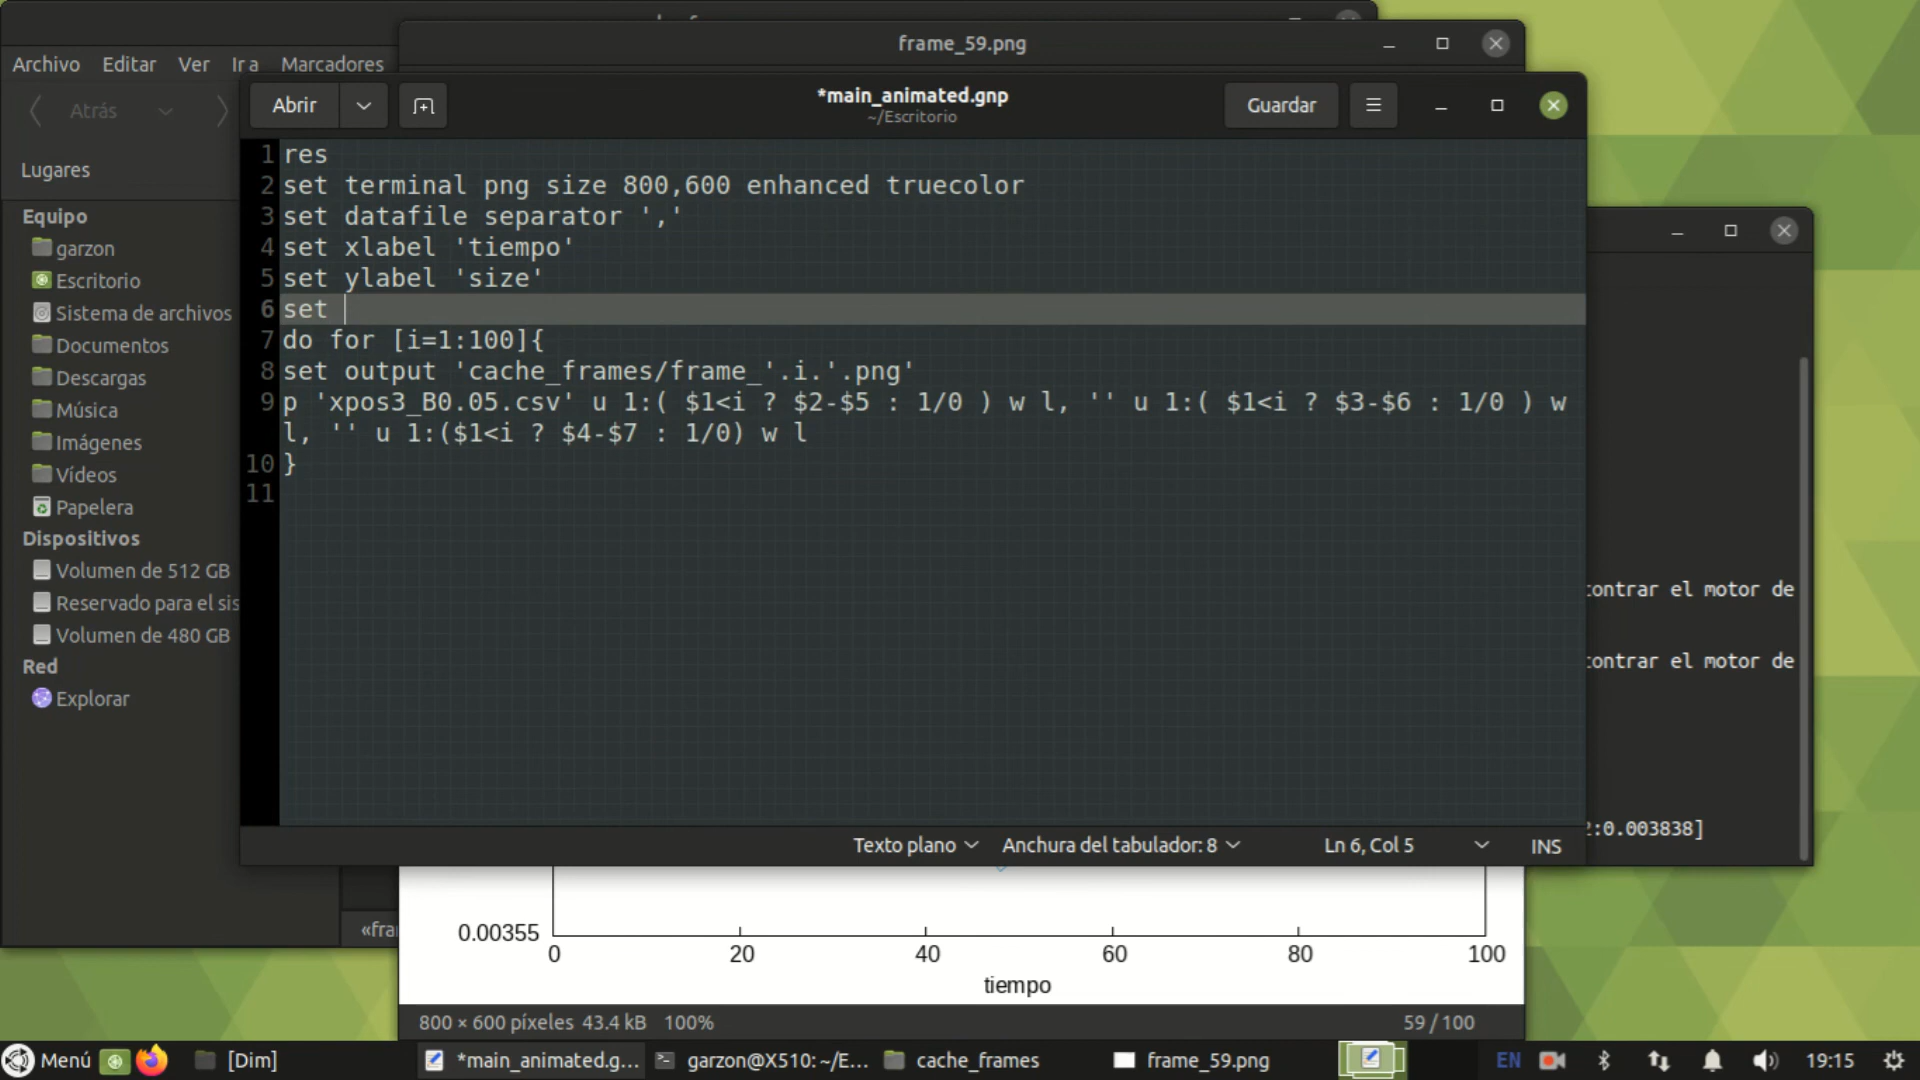 frame_59.png
Archivo Editar Ver Ir a Marcadores
Atrás
Abrir
*main_animated.gnp
~/Escritorio
Guardar
Lugares
Equipo
garzon
Escritorio
Sistema de archivos
Documentos
Descargas
Música
Imágenes
Vídeos
Papelera
Dispositivos
Volumen de 512 GB
Reservado para el sis
Volumen de 480 GB
Red
Explorar
1 res
2 set terminal png size 800,600 enhanced truecolor
3 set datafile separator ','
4 set xlabel 'tiempo'
5 set ylabel 'size'
6 set
7 do for [i=1:100]{
8 set output 'cache_frames/frame_'.i.'.png'
9 p 'xpos3_B0.05.csv' u 1:( $1<i ? $2-$5 : 1/0 ) w l, '' u 1:( $1<i ? $3-$6 : 1/0 ) w
l, '' u 1:($1<i ? $4-$7 : 1/0) w l
10 }
11
contrar el motor de
contrar el motor de
2:0.003838]
Texto plano Anchura del tabulador: 8 Ln 6, Col 5 INS
«fra
0.00355
0 20 40 60 80 100
tiempo
800 × 600 píxeles 43.4 kB 100% 59 / 100
Menú [Dim] *main_animated.g... garzon@X510: ~/E... cache_frames frame_59.png EN 19:15